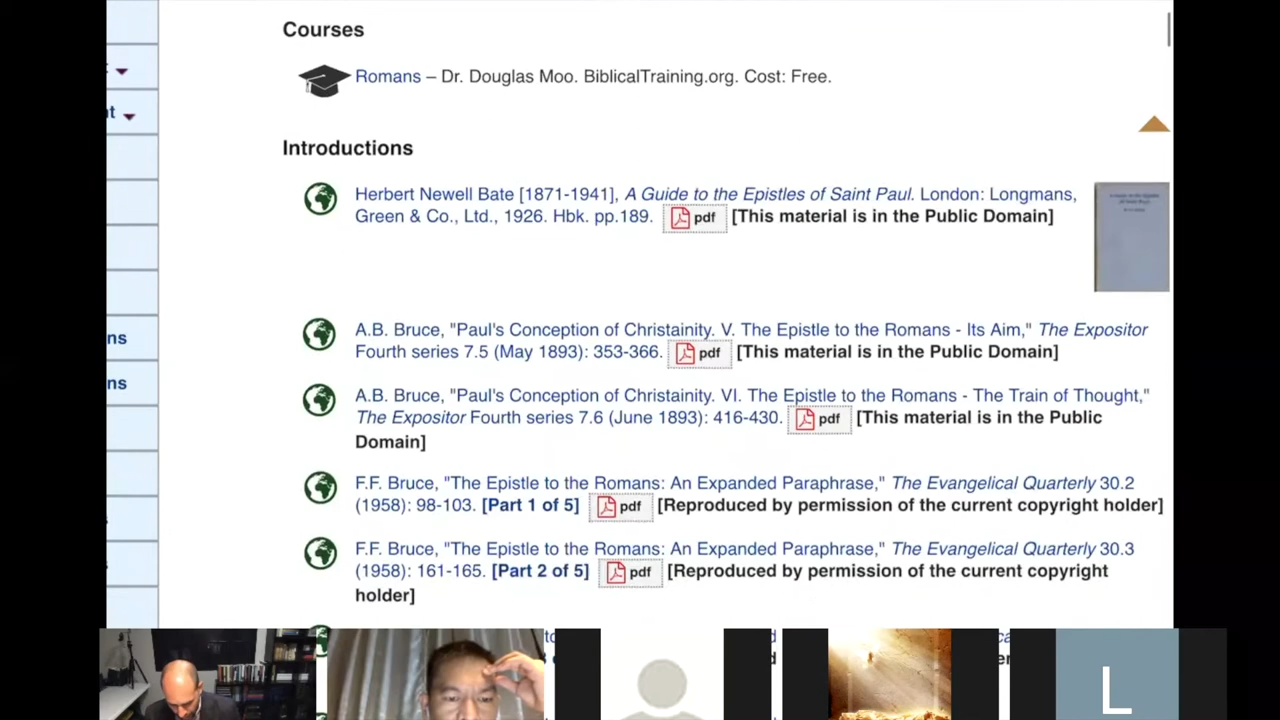 Courses
Romans – Dr. Douglas Moo. BiblicalTraining.org. Cost: Free.
Introductions
Herbert Newell Bate [1871-1941], A Guide to the Epistles of Saint Paul. London: Longmans,
Green & Co., Ltd., 1926. Hbk. pp.189. pdf [This material is in the Public Domain]
A.B. Bruce, "Paul's Conception of Christainity. V. The Epistle to the Romans - Its Aim," The Expositor
Fourth series 7.5 (May 1893): 353-366. pdf [This material is in the Public Domain]
A.B. Bruce, "Paul's Conception of Christainity. VI. The Epistle to the Romans - The Train of Thought,"
The Expositor Fourth series 7.6 (June 1893): 416-430. pdf [This material is in the Public
Domain]
F.F. Bruce, "The Epistle to the Romans: An Expanded Paraphrase," The Evangelical Quarterly 30.2
(1958): 98-103. [Part 1 of 5] pdf [Reproduced by permission of the current copyright holder]
F.F. Bruce, "The Epistle to the Romans: An Expanded Paraphrase," The Evangelical Quarterly 30.3
(1958): 161-165. [Part 2 of 5] pdf [Reproduced by permission of the current copyright
holder]
L